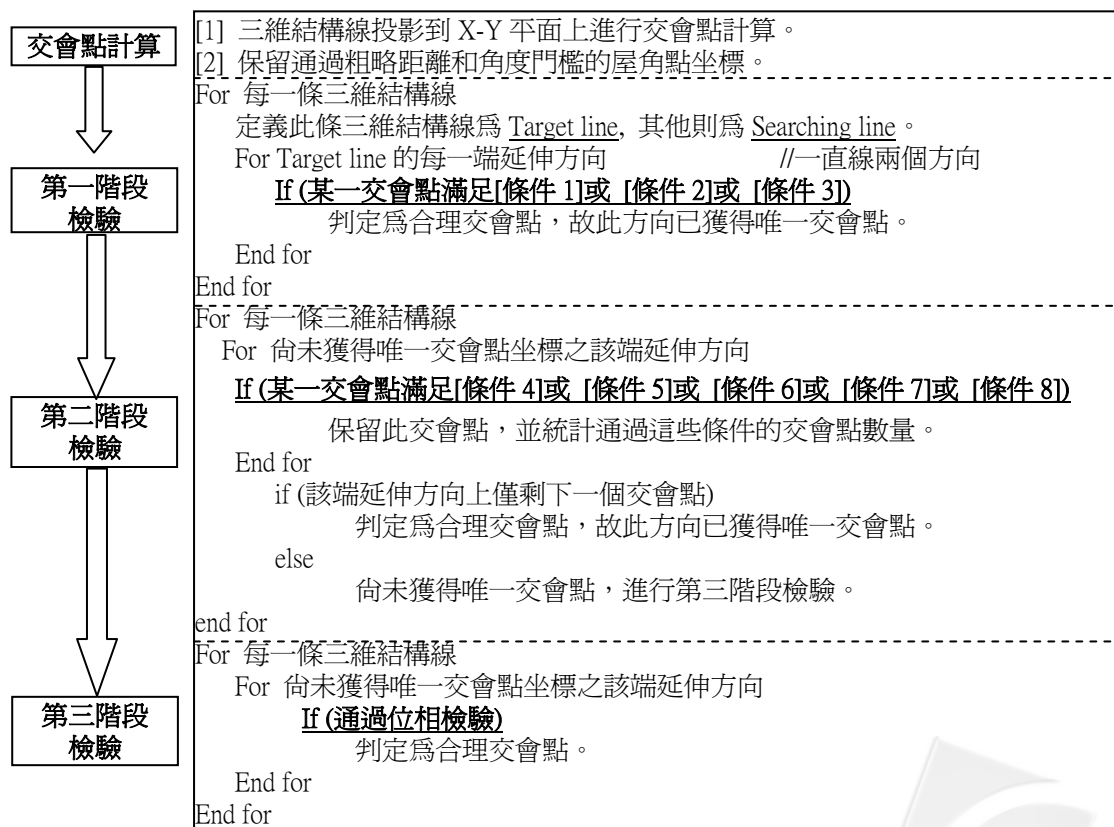 交會點計算
[1] 三維結構線投影到 X-Y 平面上進行交會點計算。
[2] 保留通過粗略距離和角度門檻的屋角點坐標。
第一階段
檢驗
For 每一條三維結構線
定義此條三維結構線為 Target line, 其他則為 Searching line。
For Target line 的每一端延伸方向 //一直線兩個方向
If (某一交會點滿足[條件 1]或 [條件 2]或 [條件 3])
判定為合理交會點，故此方向已獲得唯一交會點。
End for
End for
第二階段
檢驗
For 每一條三維結構線
For 尚未獲得唯一交會點坐標之該端延伸方向
If (某一交會點滿足[條件 4]或 [條件 5]或 [條件 6]或 [條件 7]或 [條件 8])
保留此交會點，並統計通過這些條件的交會點數量。
End for
if (該端延伸方向上僅剩下一個交會點)
判定為合理交會點，故此方向已獲得唯一交會點。
else
尚未獲得唯一交會點，進行第三階段檢驗。
end for
第三階段
檢驗
For 每一條三維結構線
For 尚未獲得唯一交會點坐標之該端延伸方向
If (通過位相檢驗)
判定為合理交會點。
End for
End for